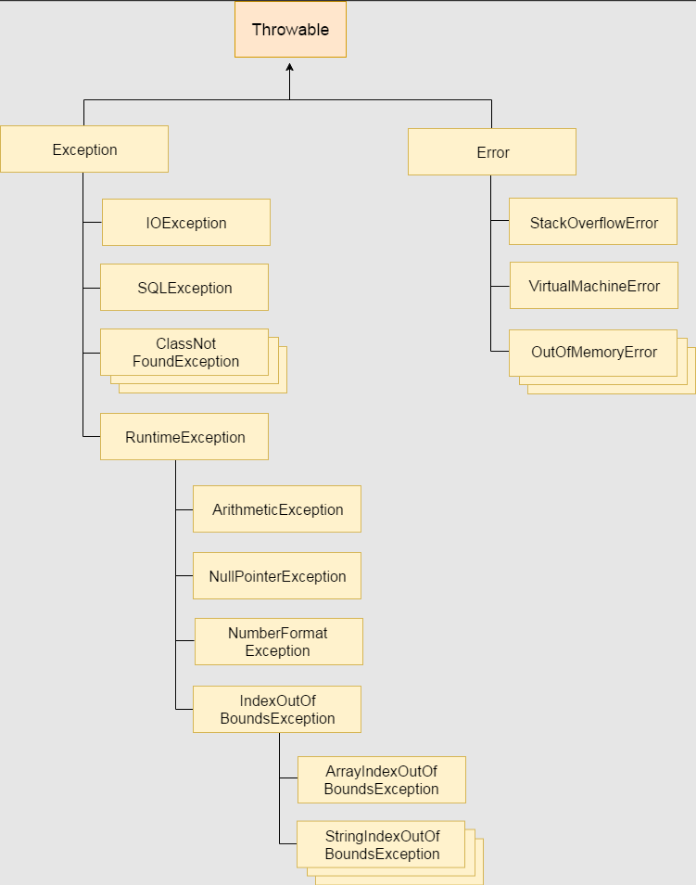 Throwable
Exception
Error
IOException
StackOverflowError
SQLException
VirtualMachineError
ClassNot
FoundException
OutOfMemoryError
RuntimeException
ArithmeticException
NullPointerException
NumberFormat
Exception
IndexOutOf
BoundsException
ArrayIndexOutOf
BoundsException
StringIndexOutOf
BoundsException